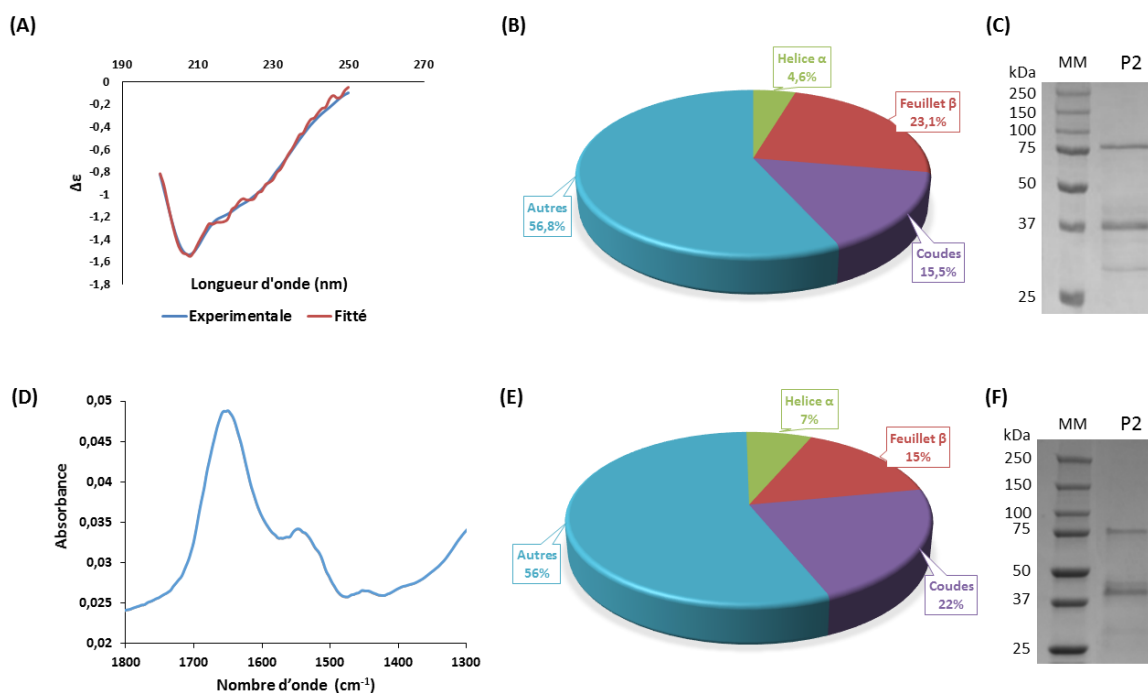 (A)
190
210
230
250
270
0
-0,2
-0,4
-0,6
-0,8
-1
-1,2
-1,4
-1,6
-1,8
Δε
Longueur d'onde (nm)
Experimentale
Fitté
(B)
Helice α
4,6%
Feuillet β
23,1%
Autres
56,8%
Coudes
15,5%
(C)
MM
P2
kDa
250
150
100
75
50
37
25
(D)
0,05
0,045
0,04
0,035
0,03
0,025
0,02
Absorbance
1800
1700
1600
1500
1400
1300
Nombre d’onde (cm-1)
(E)
Helice α
7%
Feuillet β
15%
Autres
56%
Coudes
22%
(F)
MM
P2
kDa
250
150
100
75
50
37
25